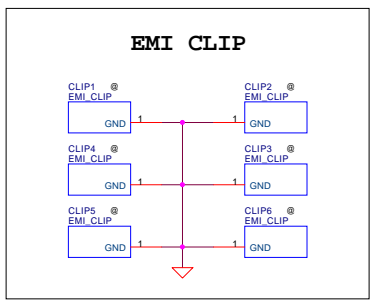 EMI CLIP
CLIP1 @ CLIP2 @
EMI_CLIP EMI_CLIP
GND 1 1 GND
CLIP4 @ CLIP3 @
EMI_CLIP EMI_CLIP
GND 1 1 GND
CLIP5 @ CLIP6 @
EMI_CLIP EMI_CLIP
GND 1 1 GND